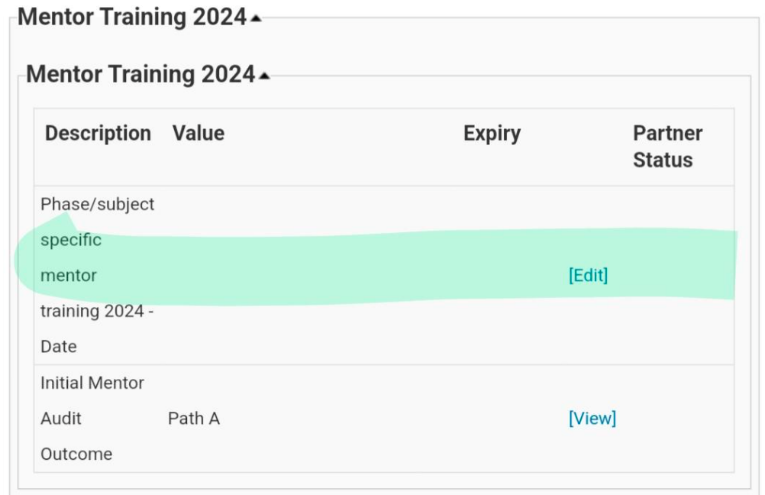 Mentor Training 2024
Mentor Training 2024
Description Value Expiry Partner
Status
Phase/subject
specific
mentor [Edit]
training 2024 -
Date
Initial Mentor
Audit Path A [View]
Outcome